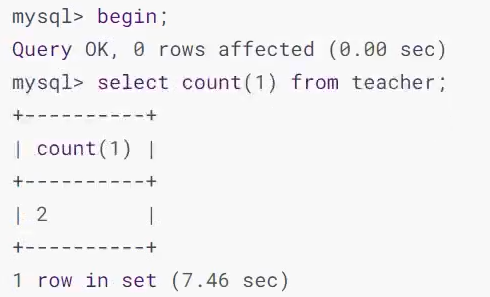 mysql> begin;
Query OK, 0 rows affected (0.00 sec)
mysql> select count(1) from teacher;
+----------+
| count(1) |
+----------+
| 2        |
+----------+
1 row in set (7.46 sec)